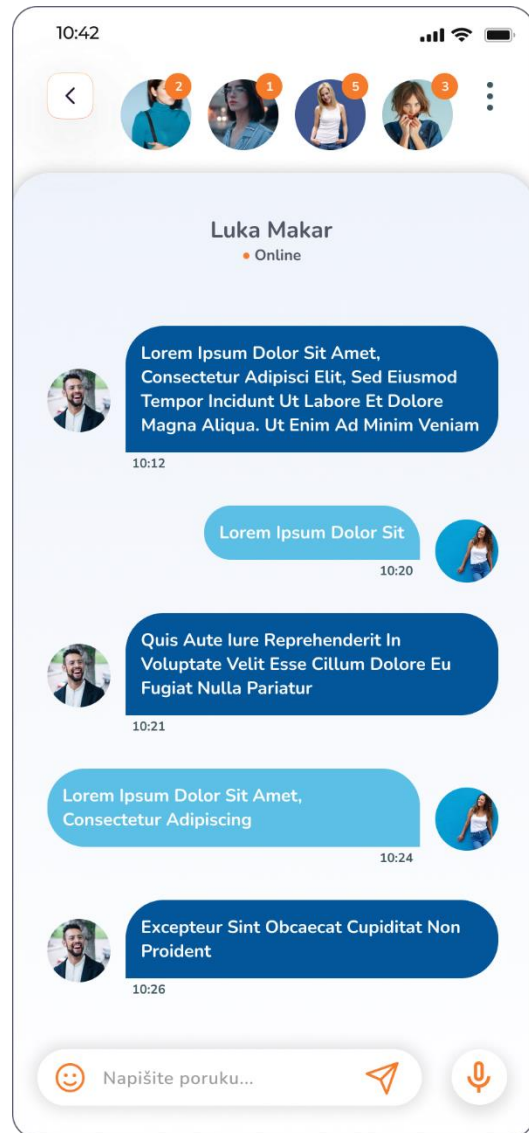 10:42
2
1
5
3
Luka Makar
Online
Lorem Ipsum Dolor Sit Amet,
Consectetur Adipisci Elit, Sed Eiusmod
Tempor Incidunt Ut Labore Et Dolore
Magna Aliqua. Ut Enim Ad Minim Veniam
10:12
Lorem Ipsum Dolor Sit
10:20
Quis Aute Iure Reprehenderit In
Voluptate Velit Esse Cillum Dolore Eu
Fugiat Nulla Pariatur
10:21
Lorem Ipsum Dolor Sit Amet,
Consectetur Adipiscing
10:24
Excepteur Sint Obcaecat Cupiditat Non
Proident
10:26
Napišite poruku...